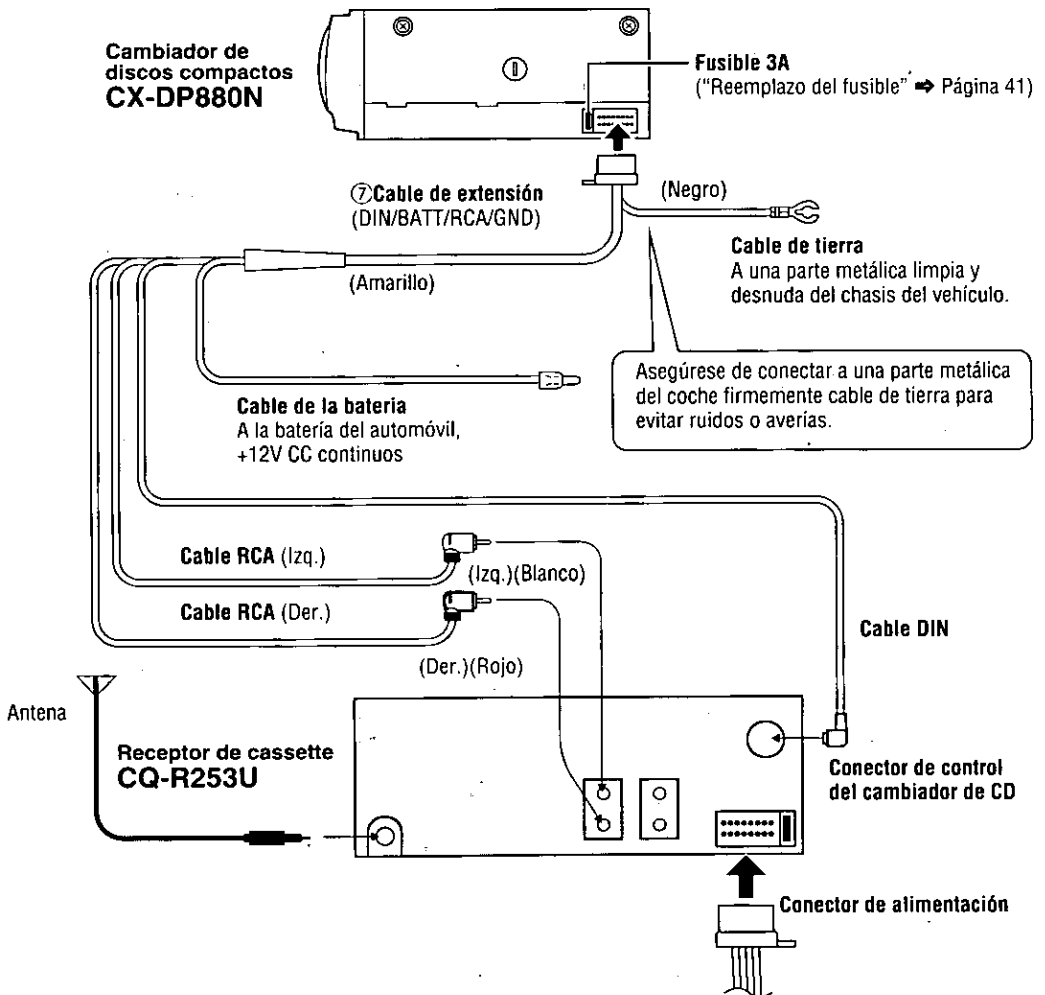 Cambiador de
discos compactos
CX-DP880N
Fusible 3A
("Reemplazo del fusible" ➡ Página 41)
⑦Cable de extensión
(DIN/BATT/RCA/GND)
(Negro)
Cable de tierra
A una parte metálica limpia y
desnuda del chasis del vehículo.
(Amarillo)
Asegúrese de conectar a una parte metálica
del coche firmemente cable de tierra para
evitar ruidos o averías.
Cable de la batería
A la batería del automóvil,
+12V CC continuos
Cable RCA (Izq.)
(Izq.)(Blanco)
Cable RCA (Der.)
(Der.)(Rojo)
Cable DIN
Antena
Receptor de cassette
CQ-R253U
Conector de control
del cambiador de CD
Conector de alimentación